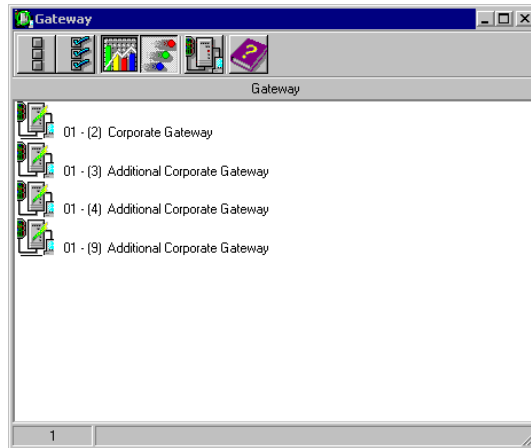 Gateway
Gateway
01 - (2) Corporate Gateway
01 - (3) Additional Corporate Gateway
01 - (4) Additional Corporate Gateway
01 - (9) Additional Corporate Gateway
1